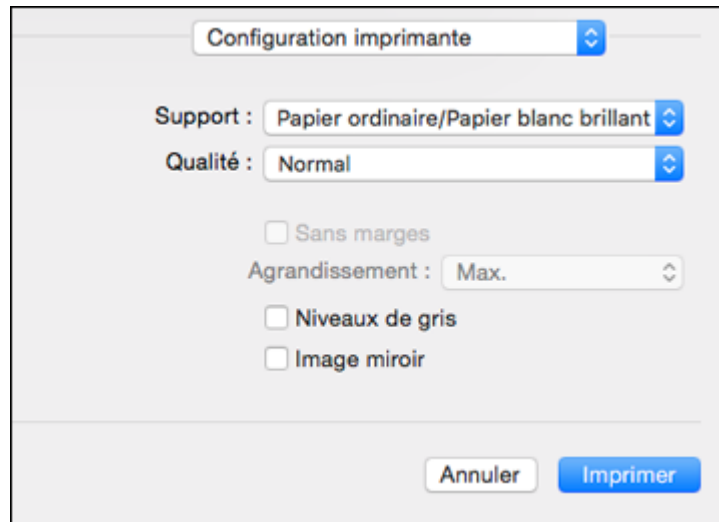 Configuration imprimante
Support : Papier ordinaire/Papier blanc brillant
Qualité : Normal
Sans marges
Agrandissement : Max.
Niveaux de gris
Image miroir
Annuler Imprimer